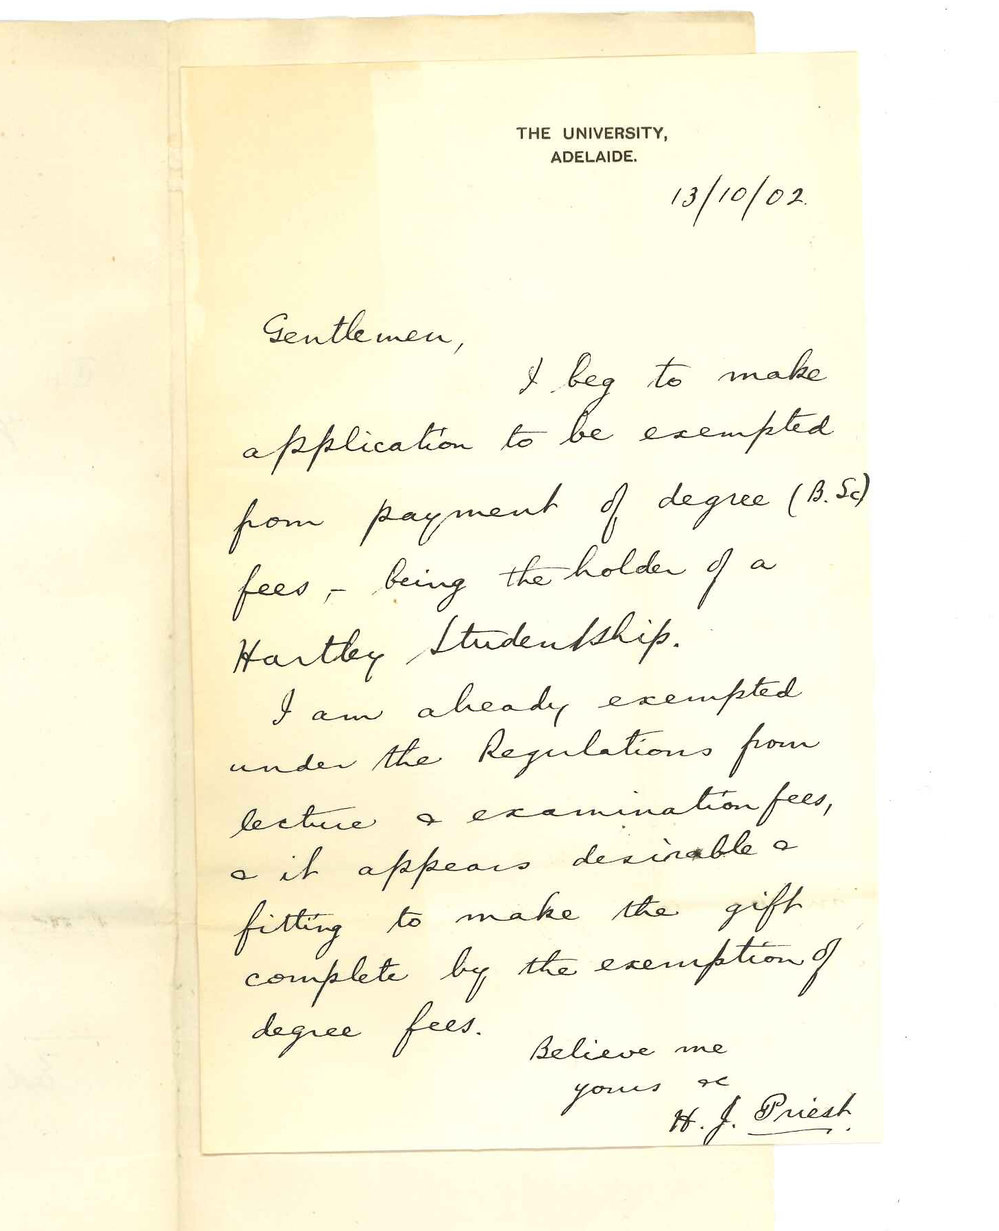 THE UNIVERSITY,
ADELAIDE.
13/10/02.
Gentlemen,
I beg to make
application to be exempted
from payment of degree (B. Sc)
fees, - being the holder of a
Hartley Studentship.
I am already exempted
under the Regulations from
lecture & examination fees,
& it appears desirable &
fitting to make the gift
complete by the exemption of
degree fees.
Believe me
yours &c
H. J. Priest.